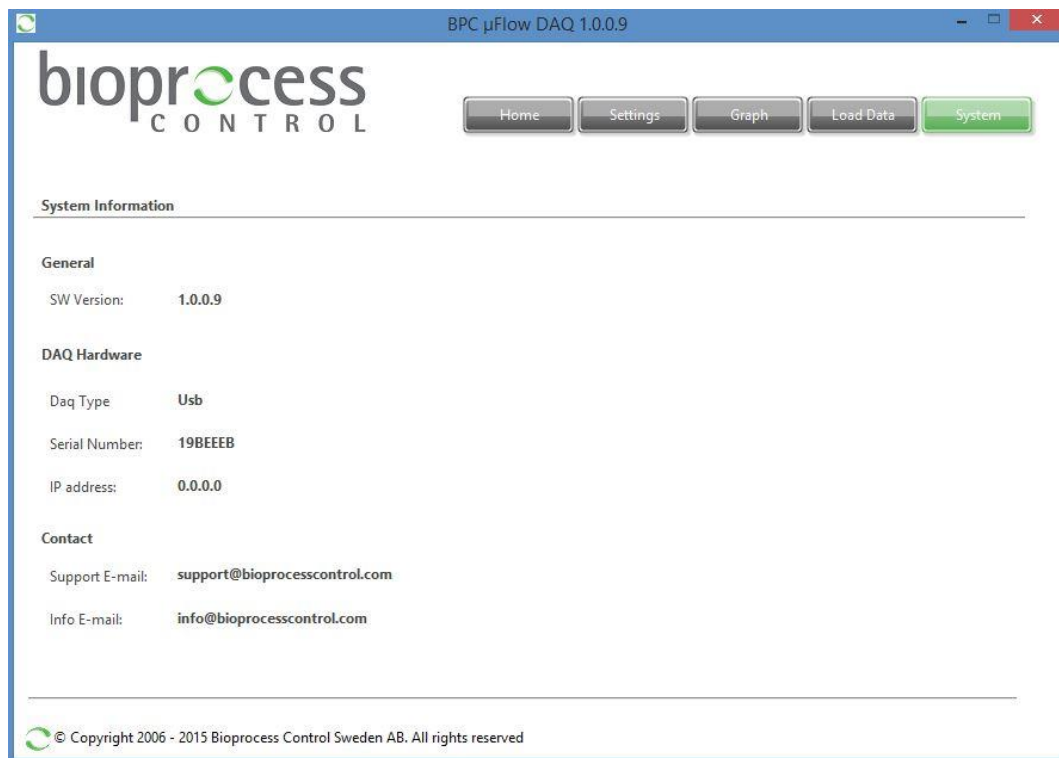 BPC µFlow DAQ 1.0.0.9
bioprocess
CONTROL
Home Settings Graph Load Data System
System Information
General
SW Version: 1.0.0.9
DAQ Hardware
Daq Type Usb
Serial Number: 19BEEEB
IP address: 0.0.0.0
Contact
Support E-mail: support@bioprocesscontrol.com
Info E-mail: info@bioprocesscontrol.com
© Copyright 2006 - 2015 Bioprocess Control Sweden AB. All rights reserved